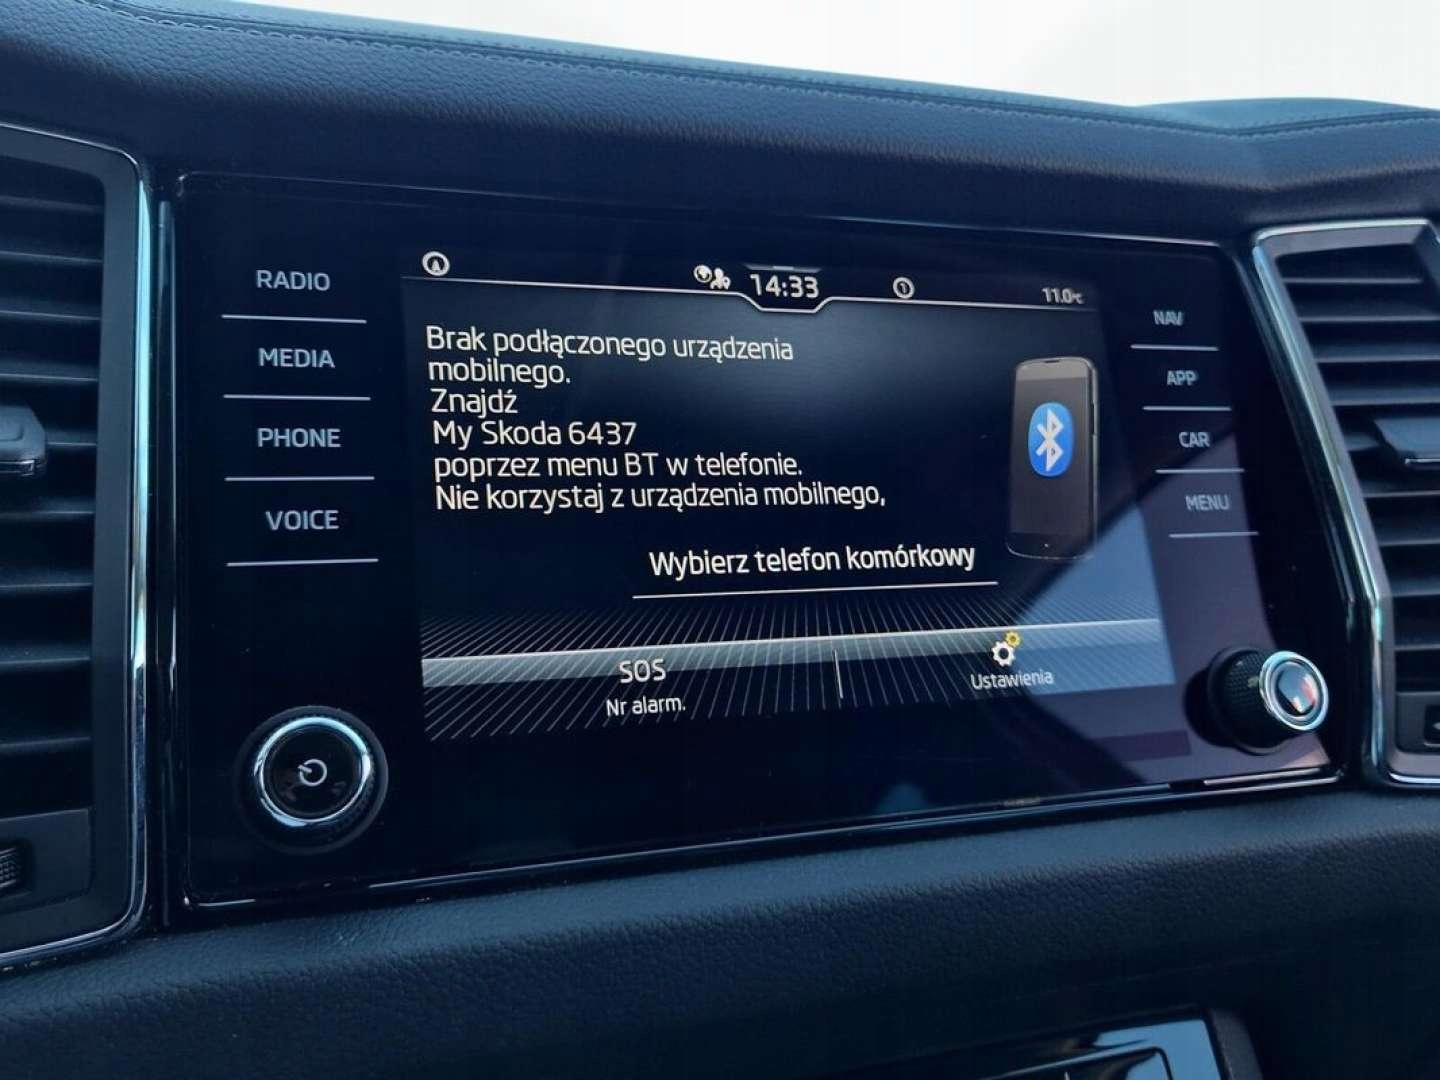 14:33
11.0°C
RADIO
MEDIA
PHONE
VOICE
Brak podłączonego urządzenia
mobilnego.
Znajdź
My Skoda 6437
poprzez menu BT w telefonie.
Nie korzystaj z urządzenia mobilnego,
Wybierz telefon komórkowy
SOS
Nr alarm.
Ustawienia
NAV
APP
CAR
MENU